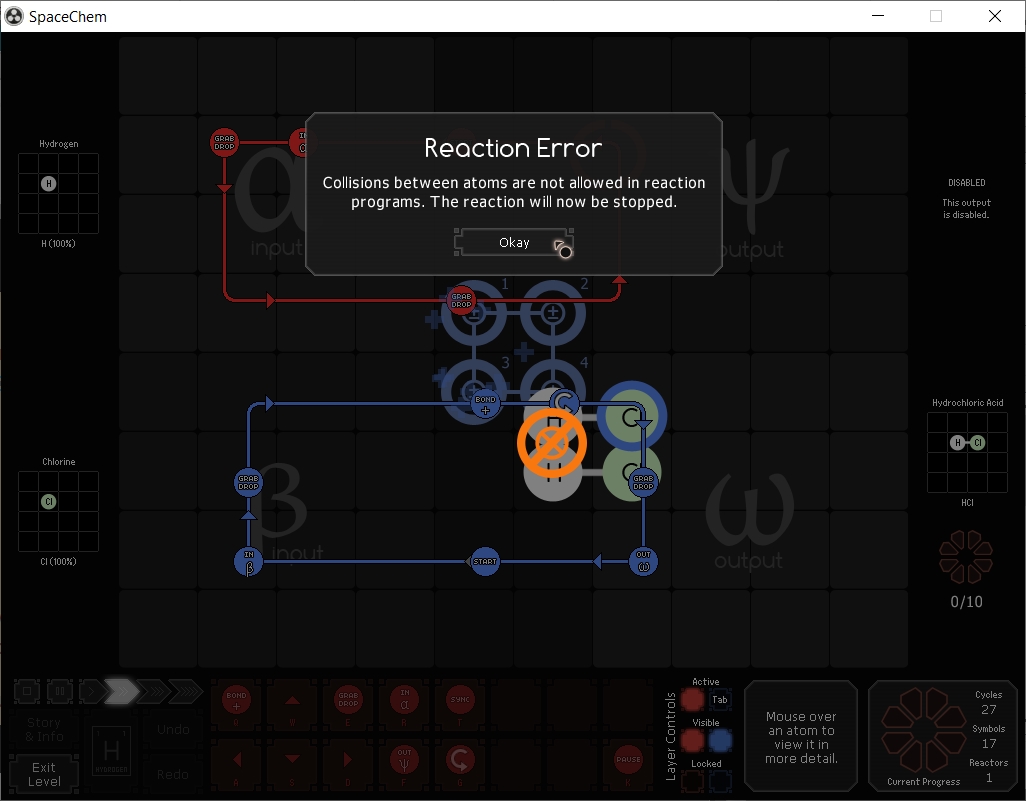 SpaceChem
Reaction Error
Collisions between atoms are not allowed in reaction
programs. The reaction will now be stopped.
Okay
Hydrogen
H
H (100%)
Chlorine
Cl
Cl (100%)
GRAB
DROP
α
input
ψ
output
DISABLED
This output
is disabled.
GRAB
DROP
1
2
3
4
±
±
BOND
+
GRAB
DROP
GRAB
DROP
IN
β
β
input
START
OUT
ω
ω
output
Hydrochloric Acid
H
Cl
HCl
0/10
Story
& Info
Exit
Level
H
HYDROGEN
Undo
Redo
BOND
+
GRAB
DROP
IN
α
SYNC
OUT
ψ
PAUSE
Layer Controls
Active
Tab
Visible
Locked
Mouse over
an atom to
view it in
more detail.
Cycles
27
Symbols
17
Reactors
1
Current Progress